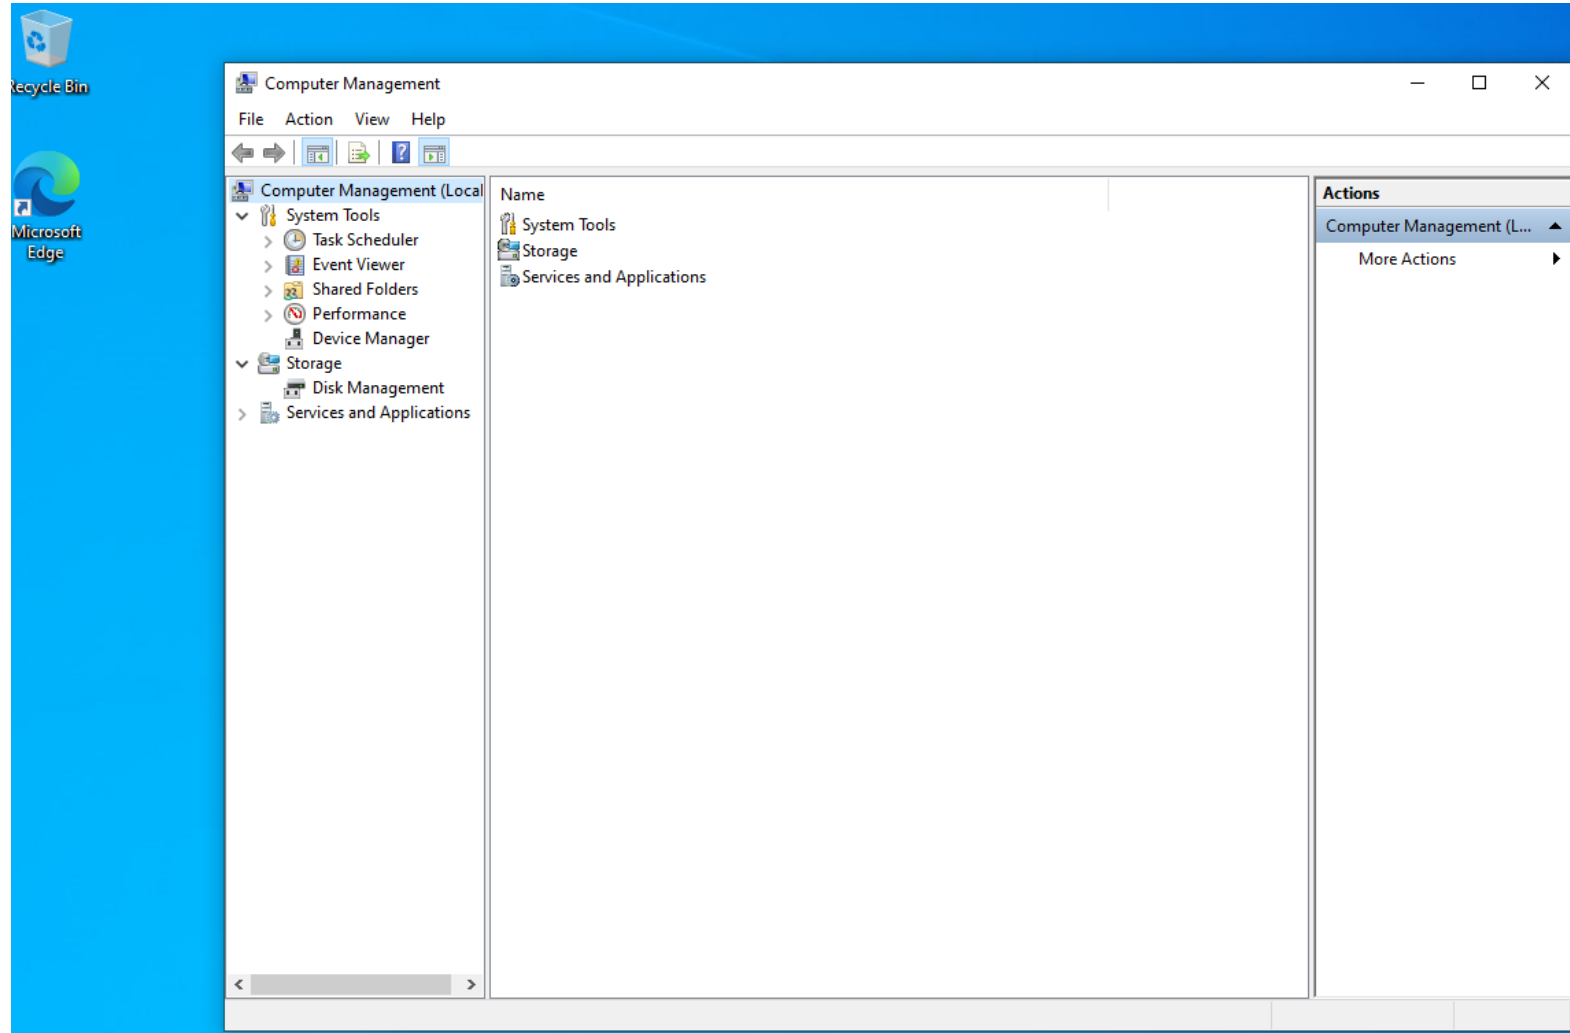 Recycle Bin
Microsoft
Edge
Computer Management
File Action View Help
Computer Management (Local
System Tools
Task Scheduler
Event Viewer
Shared Folders
Performance
Device Manager
Storage
Disk Management
Services and Applications
Name
System Tools
Storage
Services and Applications
Actions
Computer Management (L...
More Actions